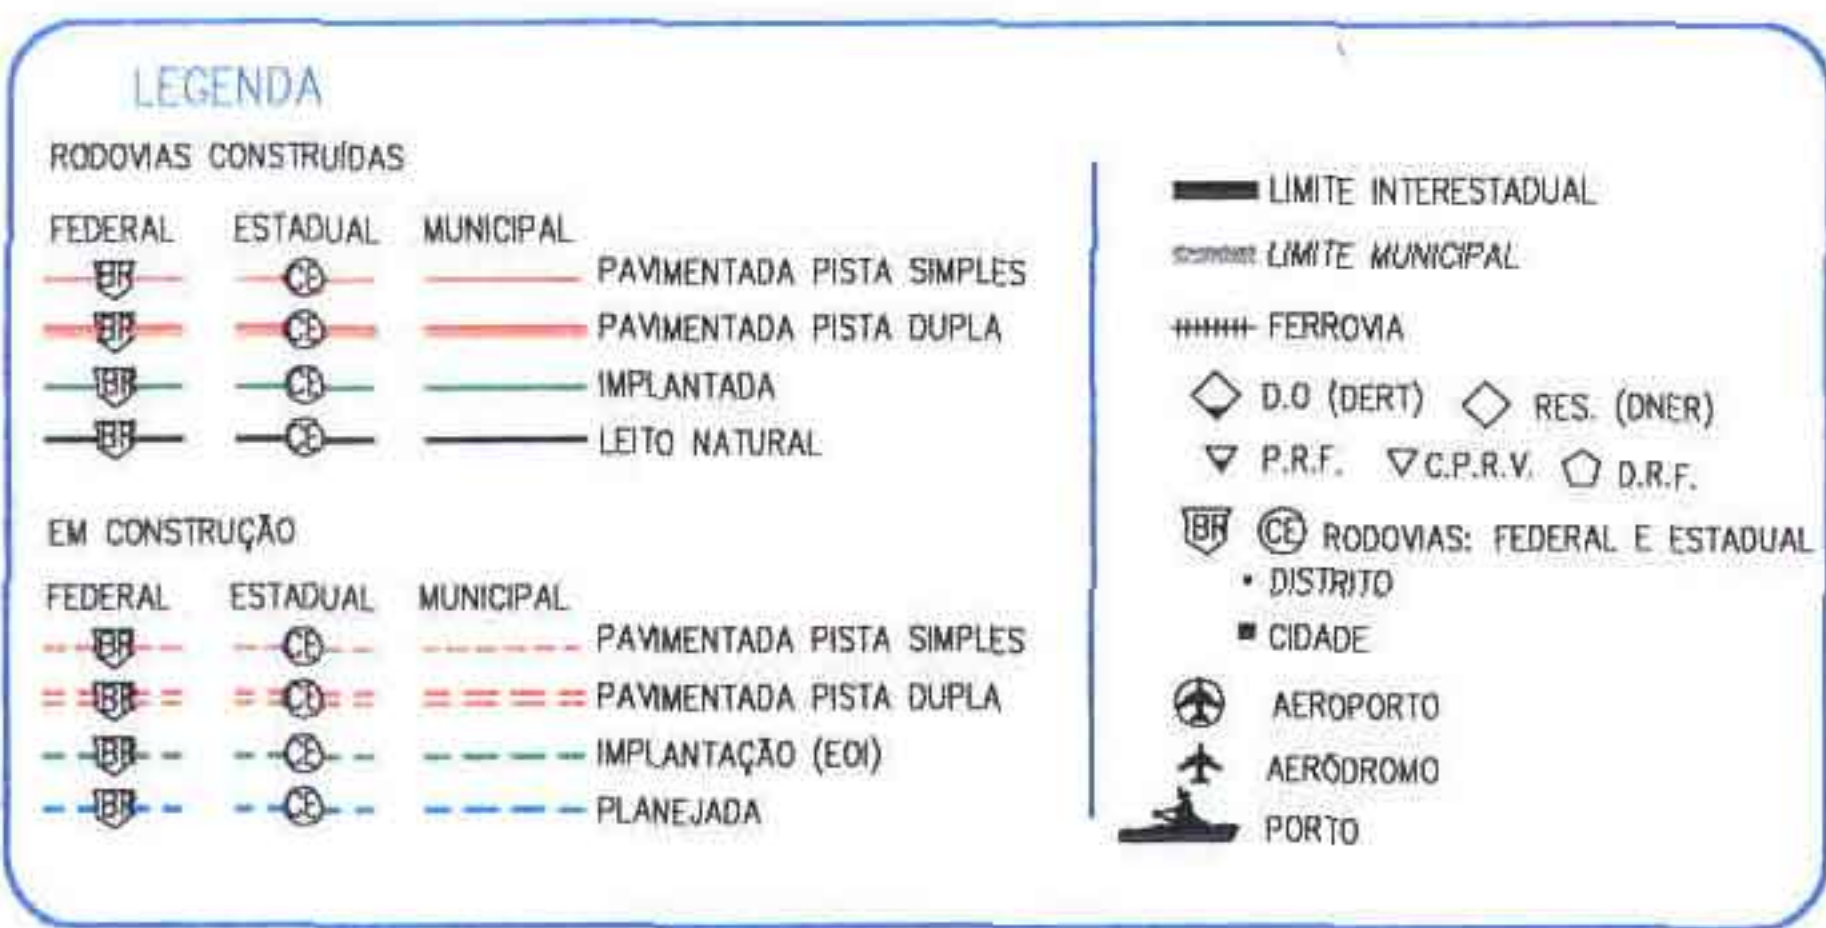 LEGENDA
RODOVIAS CONSTRUÍDAS
FEDERAL ESTADUAL MUNICIPAL
BR CE PAVIMENTADA PISTA SIMPLES
BR CE PAVIMENTADA PISTA DUPLA
BR CE IMPLANTADA
BR CE LEITO NATURAL
EM CONSTRUÇÃO
FEDERAL ESTADUAL MUNICIPAL
BR CE PAVIMENTADA PISTA SIMPLES
BR CE PAVIMENTADA PISTA DUPLA
BR CE IMPLANTAÇÃO (EOI)
BR CE PLANEJADA
LIMITE INTERESTADUAL
LIMITE MUNICIPAL
FERROVIA
D.O (DERT) RES. (DNER)
P.R.F. C.P.R.V. D.R.F.
BR CE RODOVIAS: FEDERAL E ESTADUAL
DISTRITO
CIDADE
AEROPORTO
AERÓDROMO
PORTO